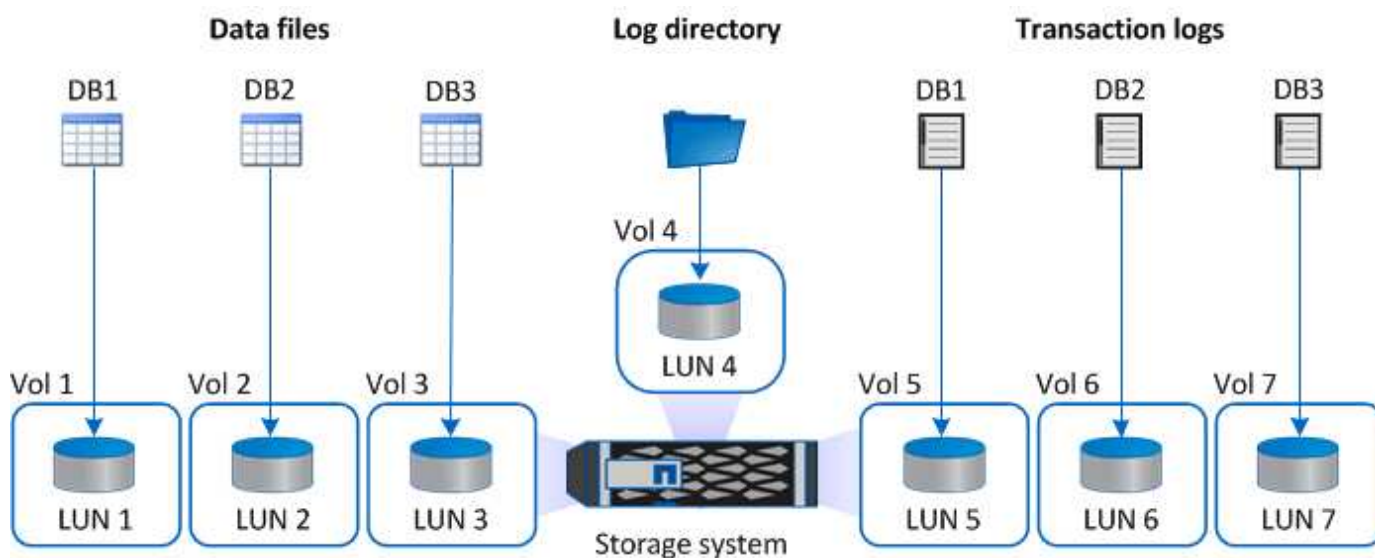 Data files
Log directory
Transaction logs
DB1
DB2
DB3
DB1
DB2
DB3
Vol 4
LUN 4
Vol 1
Vol 2
Vol 3
Vol 5
Vol 6
Vol 7
LUN 1
LUN 2
LUN 3
LUN 5
LUN 6
LUN 7
Storage system